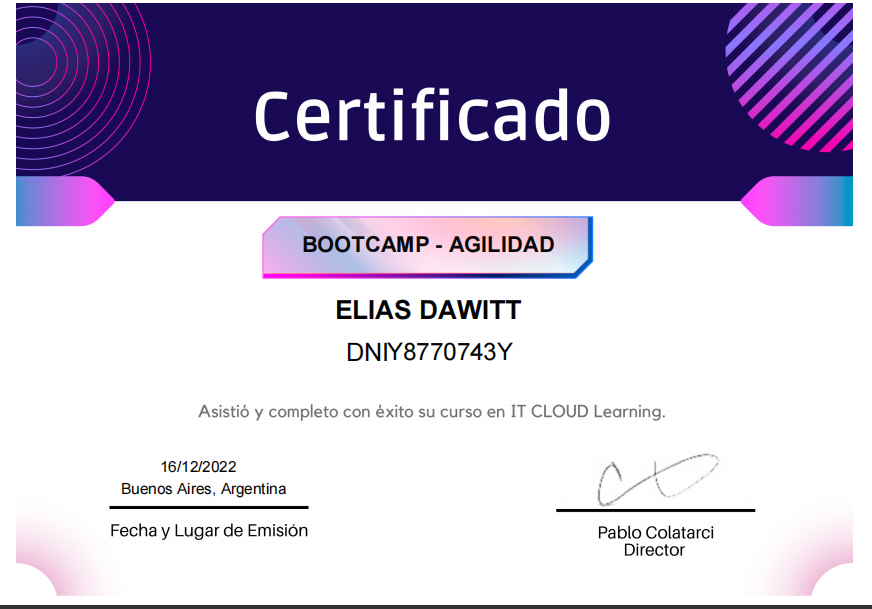 Certificado
BOOTCAMP - AGILIDAD
ELIAS DAWITT
DNIY8770743Y
Asistió y completo con éxito su curso en IT CLOUD Learning.
16/12/2022
Buenos Aires, Argentina
Fecha y Lugar de Emisión
Pablo Colatarci
Director